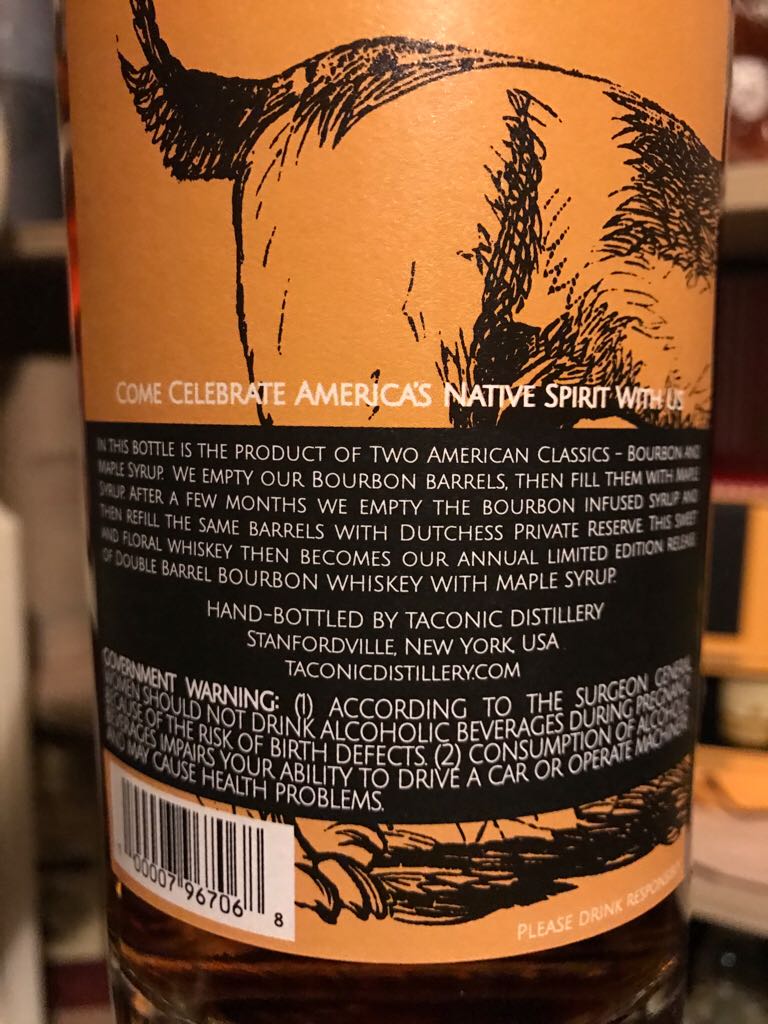 COME CELEBRATE AMERICA'S NATIVE SPIRIT WITH US
IN THIS BOTTLE IS THE PRODUCT OF TWO AMERICAN CLASSICS - BOURBON AND
MAPLE SYRUP. WE EMPTY OUR BOURBON BARRELS, THEN FILL THEM WITH MAPLE
SYRUP. AFTER A FEW MONTHS WE EMPTY THE BOURBON INFUSED SYRUP AND
THEN REFILL THE SAME BARRELS WITH DUTCHESS PRIVATE RESERVE. THIS SWEET
AND FLORAL WHISKEY THEN BECOMES OUR ANNUAL LIMITED EDITION RELEASE
OF DOUBLE BARREL BOURBON WHISKEY WITH MAPLE SYRUP.
HAND-BOTTLED BY TACONIC DISTILLERY
STANFORDVILLE, NEW YORK, USA
TACONICDISTILLERY.COM
GOVERNMENT WARNING: (1) ACCORDING TO THE SURGEON GENERAL
WOMEN SHOULD NOT DRINK ALCOHOLIC BEVERAGES DURING PREGNANCY
BECAUSE OF THE RISK OF BIRTH DEFECTS. (2) CONSUMPTION OF ALCOHOLIC
BEVERAGES IMPAIRS YOUR ABILITY TO DRIVE A CAR OR OPERATE MACHINERY
AND MAY CAUSE HEALTH PROBLEMS.
1 00007 96706 8
PLEASE DRINK RESPONSIBLY